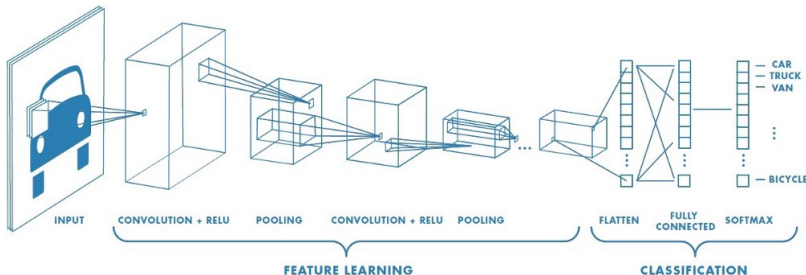 CAR
TRUCK
VAN
BICYCLE
INPUT
CONVOLUTION + RELU
POOLING
CONVOLUTION + RELU
POOLING
FLATTEN
FULLY
CONNECTED
SOFTMAX
FEATURE LEARNING
CLASSIFICATION